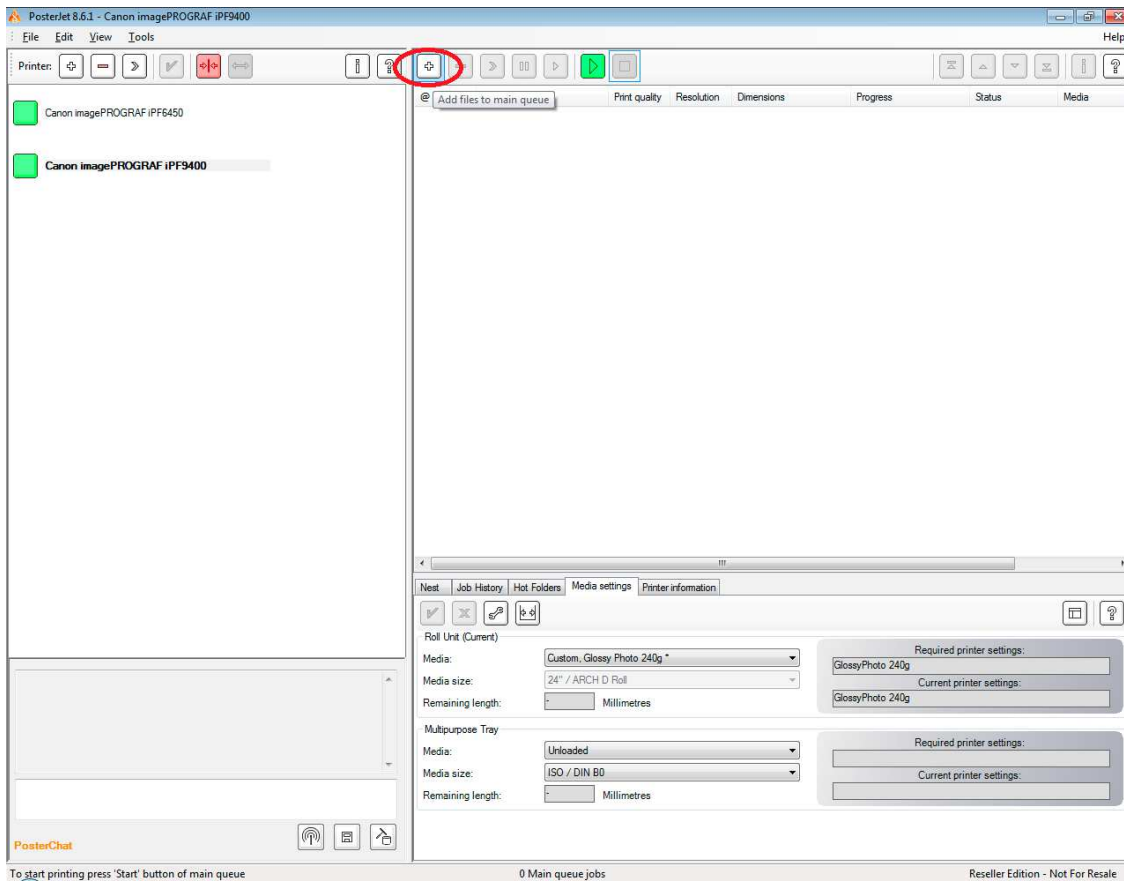 PosterJet 8.6.1 - Canon imagePROGRAF iPF9400
File Edit View Tools Help
Printer:
Add files to main queue
@ Print quality Resolution Dimensions Progress Status Media
Canon imagePROGRAF iPF6450
Canon imagePROGRAF iPF9400
Nest Job History Hot Folders Media settings Printer information
Roll Unit (Current)
Media: Custom, Glossy Photo 240g *
Media size: 24" / ARCH D Roll
Remaining length: - Millimetres
Required printer settings:
GlossyPhoto 240g
Current printer settings:
GlossyPhoto 240g
Multipurpose Tray
Media: Unloaded
Media size: ISO / DIN B0
Remaining length: - Millimetres
Required printer settings:
Current printer settings:
PosterChat
To start printing press 'Start' button of main queue 0 Main queue jobs Reseller Edition - Not For Resale